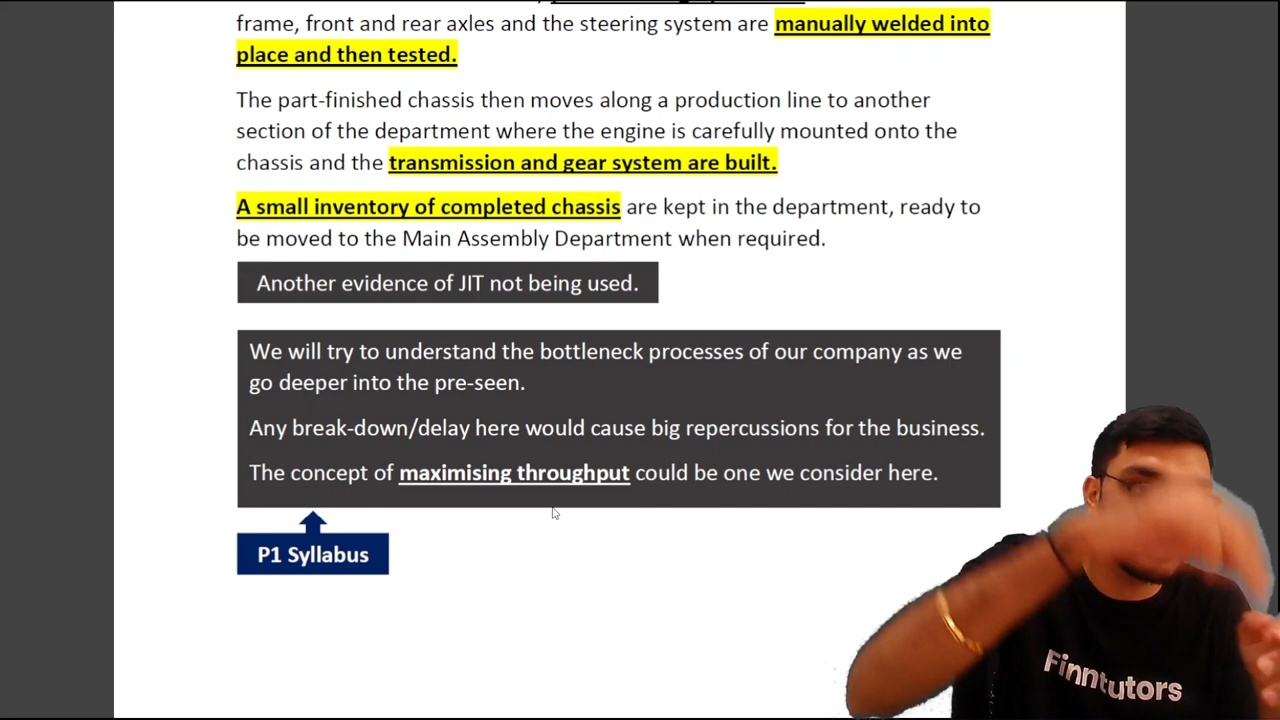 frame, front and rear axles and the steering system are manually welded into
place and then tested.
The part-finished chassis then moves along a production line to another
section of the department where the engine is carefully mounted onto the
chassis and the transmission and gear system are built.
A small inventory of completed chassis are kept in the department, ready to
be moved to the Main Assembly Department when required.
Another evidence of JIT not being used.
We will try to understand the bottleneck processes of our company as we
go deeper into the pre-seen.
Any break-down/delay here would cause big repercussions for the business.
The concept of maximising throughput could be one we consider here.
P1 Syllabus
Finntutors